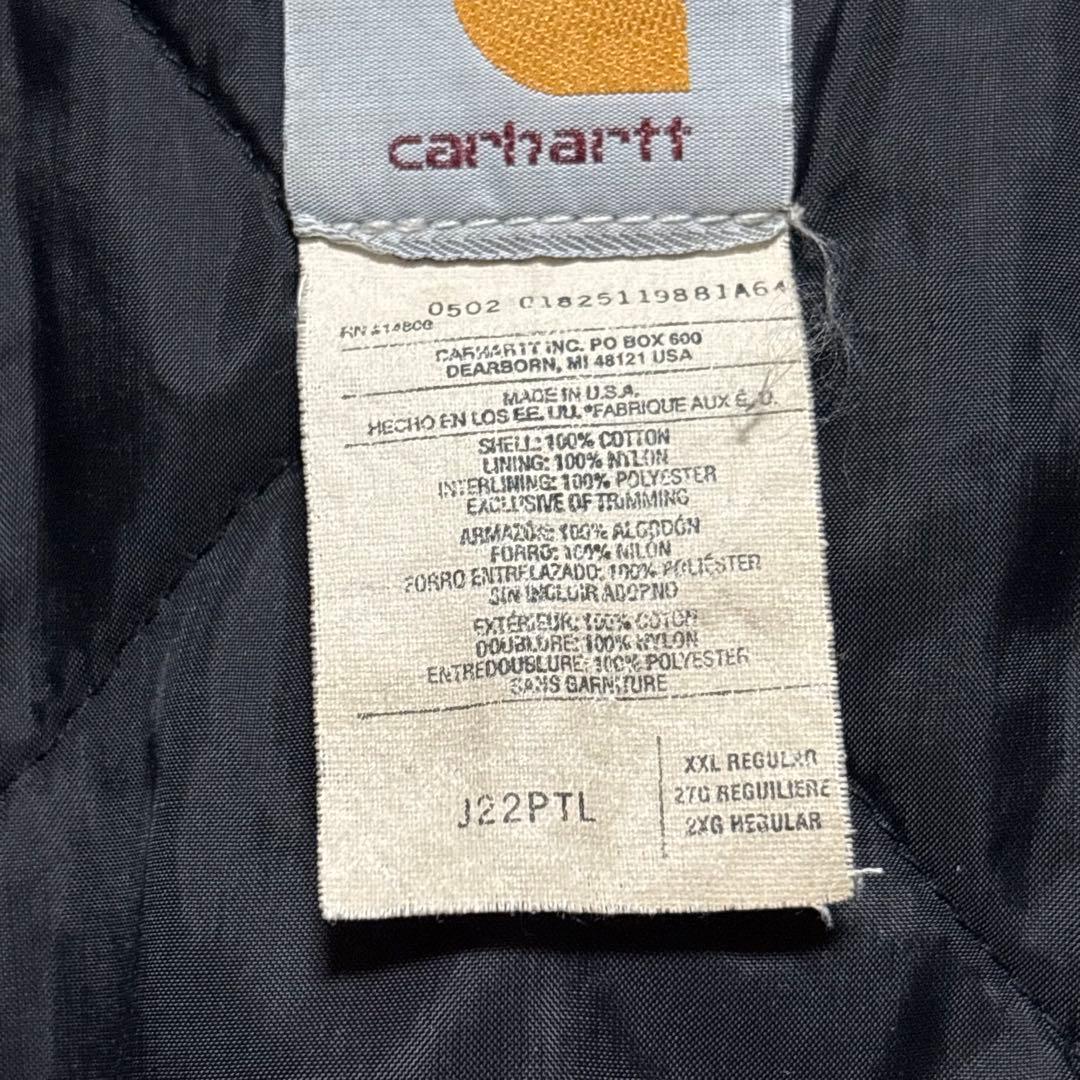 carhartt
0502 01825119881A64
RN #14806
CARHARTT INC. PO BOX 600
DEARBORN, MI 48121 USA
MADE IN U.S.A.
HECHO EN LOS EE. UU. •FABRIQUE AUX É. U.
SHELL: 100% COTTON
LINING: 100% NYLON
INTERLINING: 100% POLYESTER
EXCLUSIVE OF TRIMMING
ARMAZÓN: 100% ALGODÓN
FORRO: 100% NILÓN
FORRO ENTRELAZADO: 100% POLIÉSTER
SIN INCLUIR ADORNO
EXTÉRIEUR: 100% COTON
DOUBLURE: 100% NYLON
ENTREDOUBLURE: 100% POLYESTER
SANS GARNITURE
J22PTL
XXL REGULAR
2TG REGUILIERE
2XG REGULAR